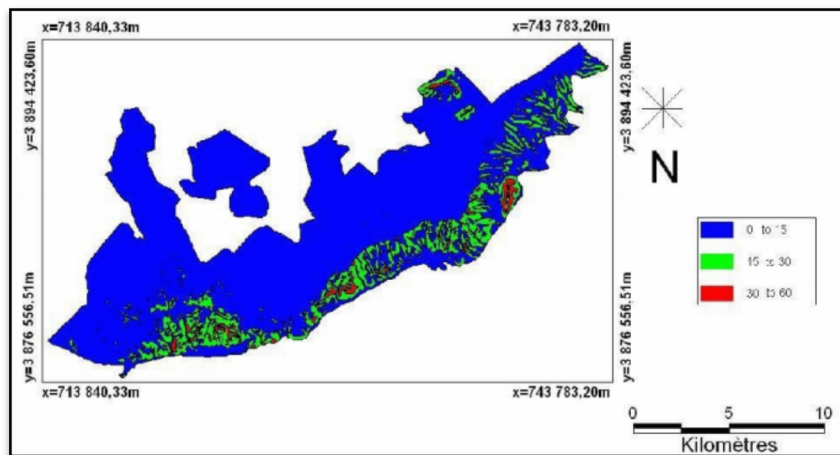 x=713 840,33m
x=743 783,20m
y=3 894 423,60m
y=3 894 423,60m
N
0 to 15
15 to 30
30 to 60
y=3 876 556,51m
y=3 876 556,51m
x=713 840,33m
x=743 783,20m
0 5 10
Kilomètres